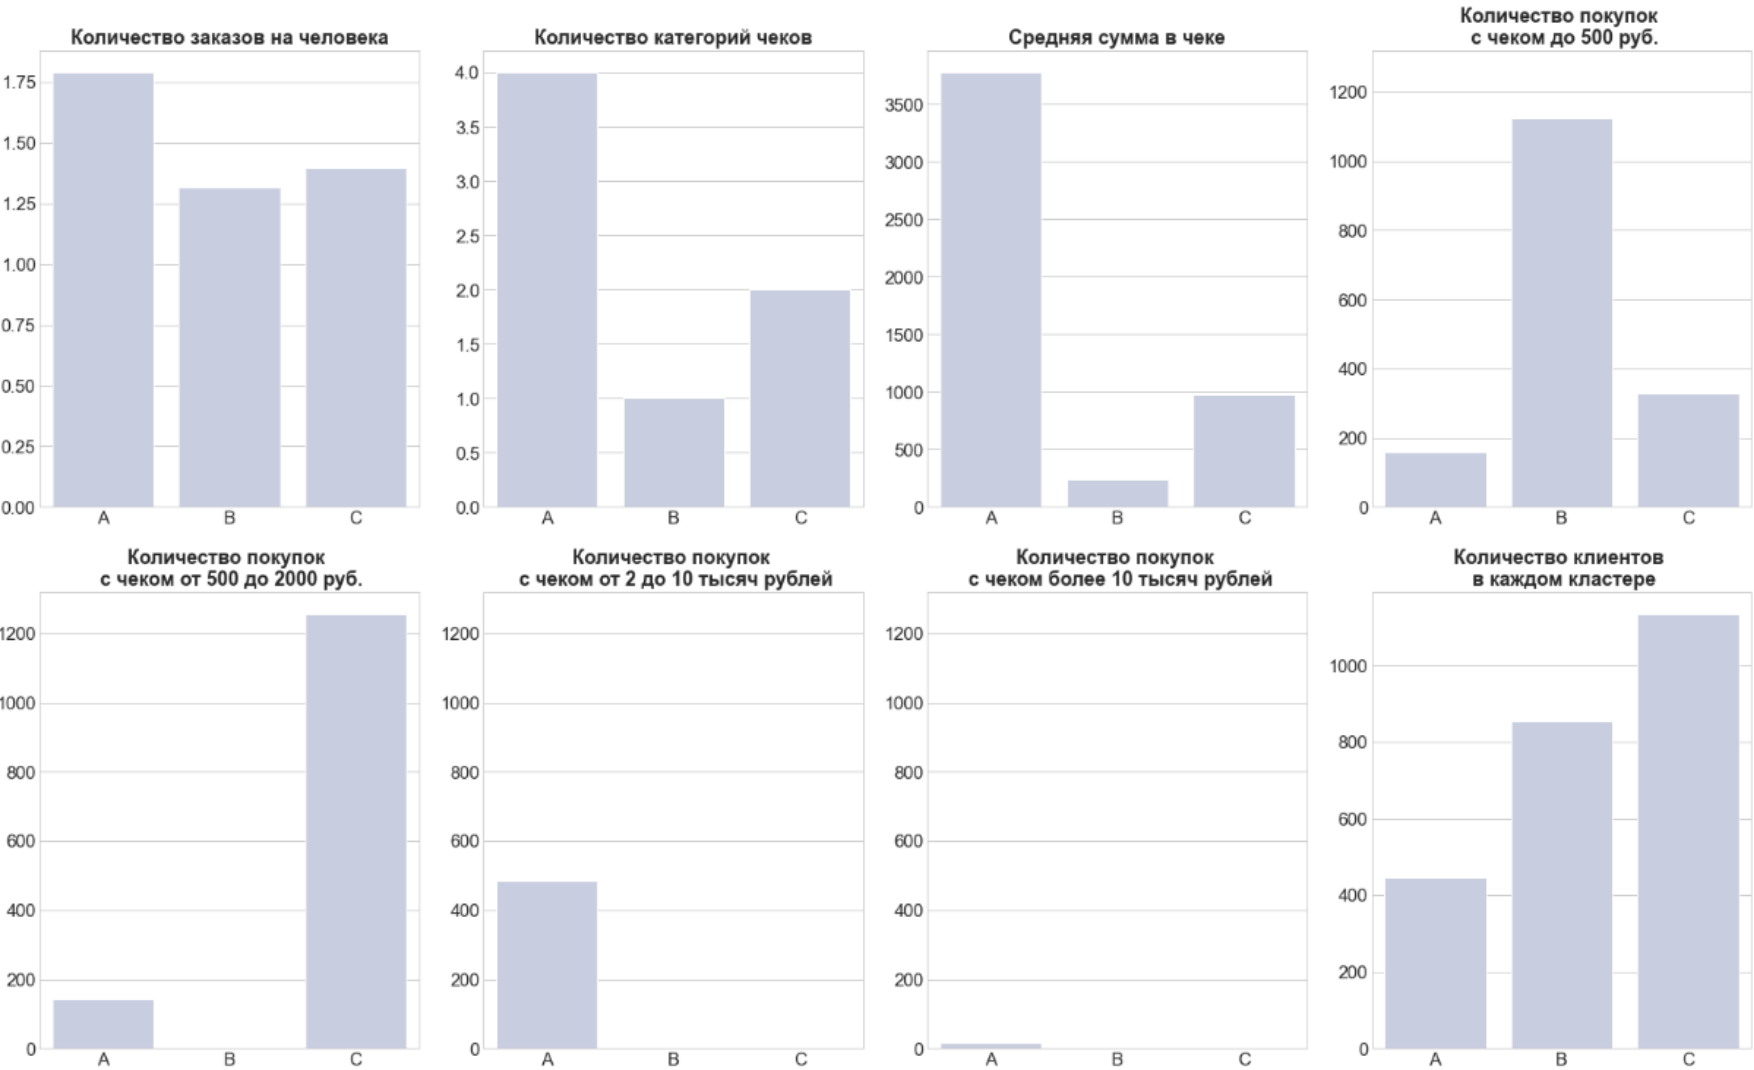 Количество заказов на человека
1.75
1.50
1.25
1.00
0.75
0.50
0.25
0.00
A B C
Количество категорий чеков
4.0
3.5
3.0
2.5
2.0
1.5
1.0
0.5
0.0
A B C
Средняя сумма в чеке
3500
3000
2500
2000
1500
1000
500
0
A B C
Количество покупок
с чеком до 500 руб.
1200
1000
800
600
400
200
0
A B C
Количество покупок
с чеком от 500 до 2000 руб.
1200
1000
800
600
400
200
0
A B C
Количество покупок
с чеком от 2 до 10 тысяч рублей
1200
1000
800
600
400
200
0
A B C
Количество покупок
с чеком более 10 тысяч рублей
1200
1000
800
600
400
200
0
A B C
Количество клиентов
в каждом кластере
1000
800
600
400
200
0
A B C